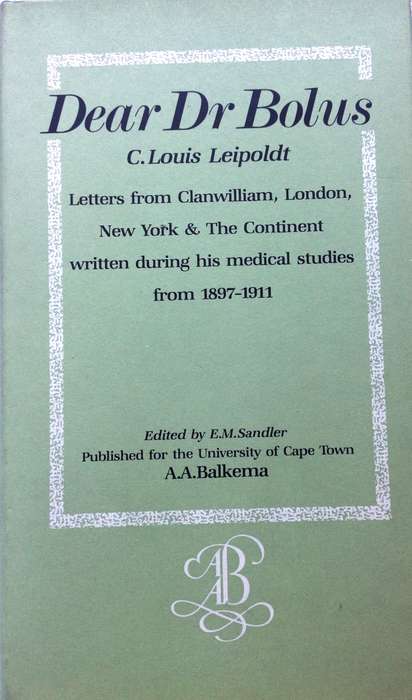 Dear Dr Bolus
C. Louis Leipoldt
Letters from Clanwilliam, London,
New York & The Continent
written during his medical studies
from 1897-1911
Edited by E.M.Sandler
Published for the University of Cape Town
A.A.Balkema
AAB